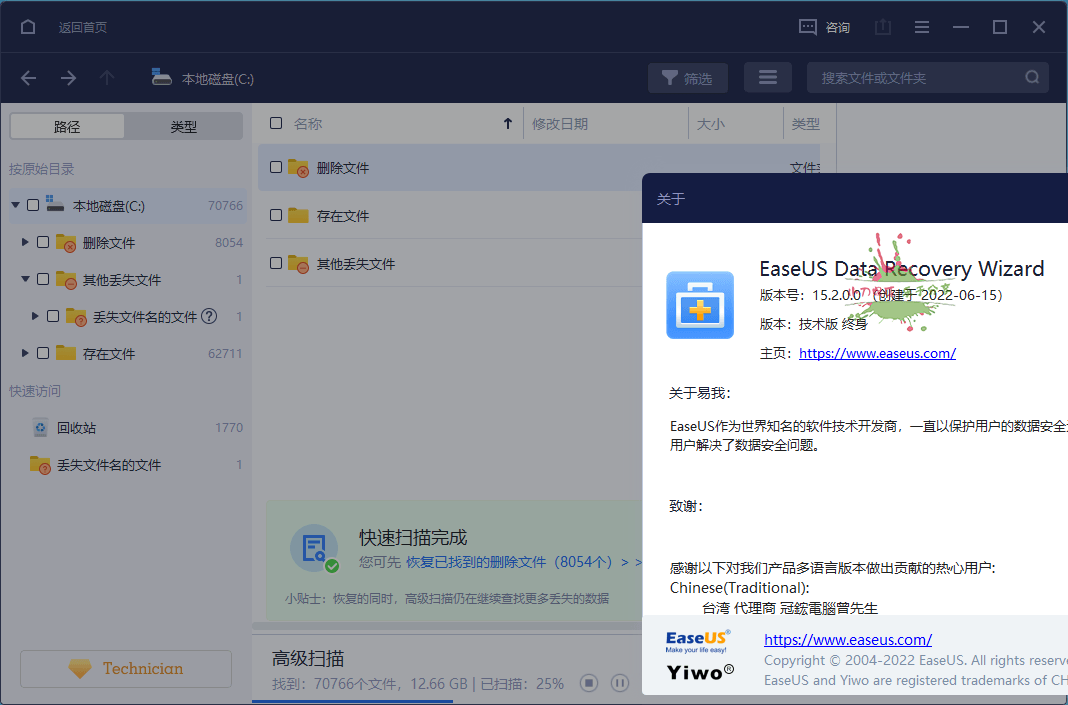 返回首页
咨询
本地磁盘(C:)
筛选
搜索文件或文件夹
路径
类型
按原始目录
本地磁盘(C:) 70766
删除文件 8054
其他丢失文件 1
丢失文件名的文件 ? 1
存在文件 62711
快速访问
回收站 1770
丢失文件名的文件 1
Technician
名称 修改日期 大小 类型
删除文件 文件
存在文件
其他丢失文件
快速扫描完成
您可先 恢复已找到的删除文件（8054个）> >
小贴士：恢复的同时，高级扫描仍在继续查找更多丢失的数据
高级扫描
找到：70766个文件，12.66 GB | 已扫描：25%
关于
EaseUS Data Recovery Wizard
版本号：15.2.0.0 （创建于 2022-06-15）
版本：技术版 终身
主页：https://www.easeus.com/
关于易我：
EaseUS作为世界知名的软件技术开发商，一直以保护用户的数据安全
用户解决了数据安全问题。
致谢：
感谢以下对我们产品多语言版本做出贡献的热心用户:
Chinese(Traditional):
台湾 代理商 冠鋐電腦曾先生
EaseUS®
Make your life easy!
Yiwo®
https://www.easeus.com/
Copyright © 2004-2022 EaseUS. All rights reserve
EaseUS and Yiwo are registered trademarks of CH